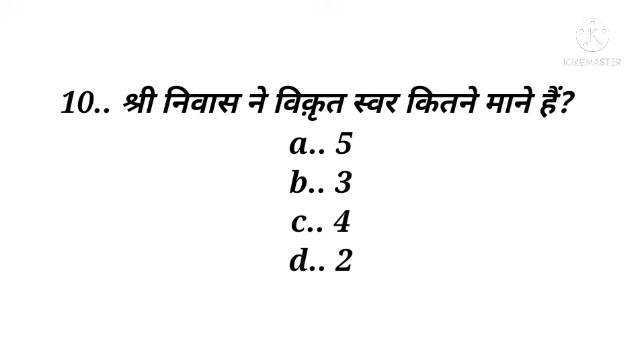 KINEMASTER
10.. श्री निवास ने विक़ृत स्वर कितने माने हैं?
a.. 5
b.. 3
c.. 4
d.. 2